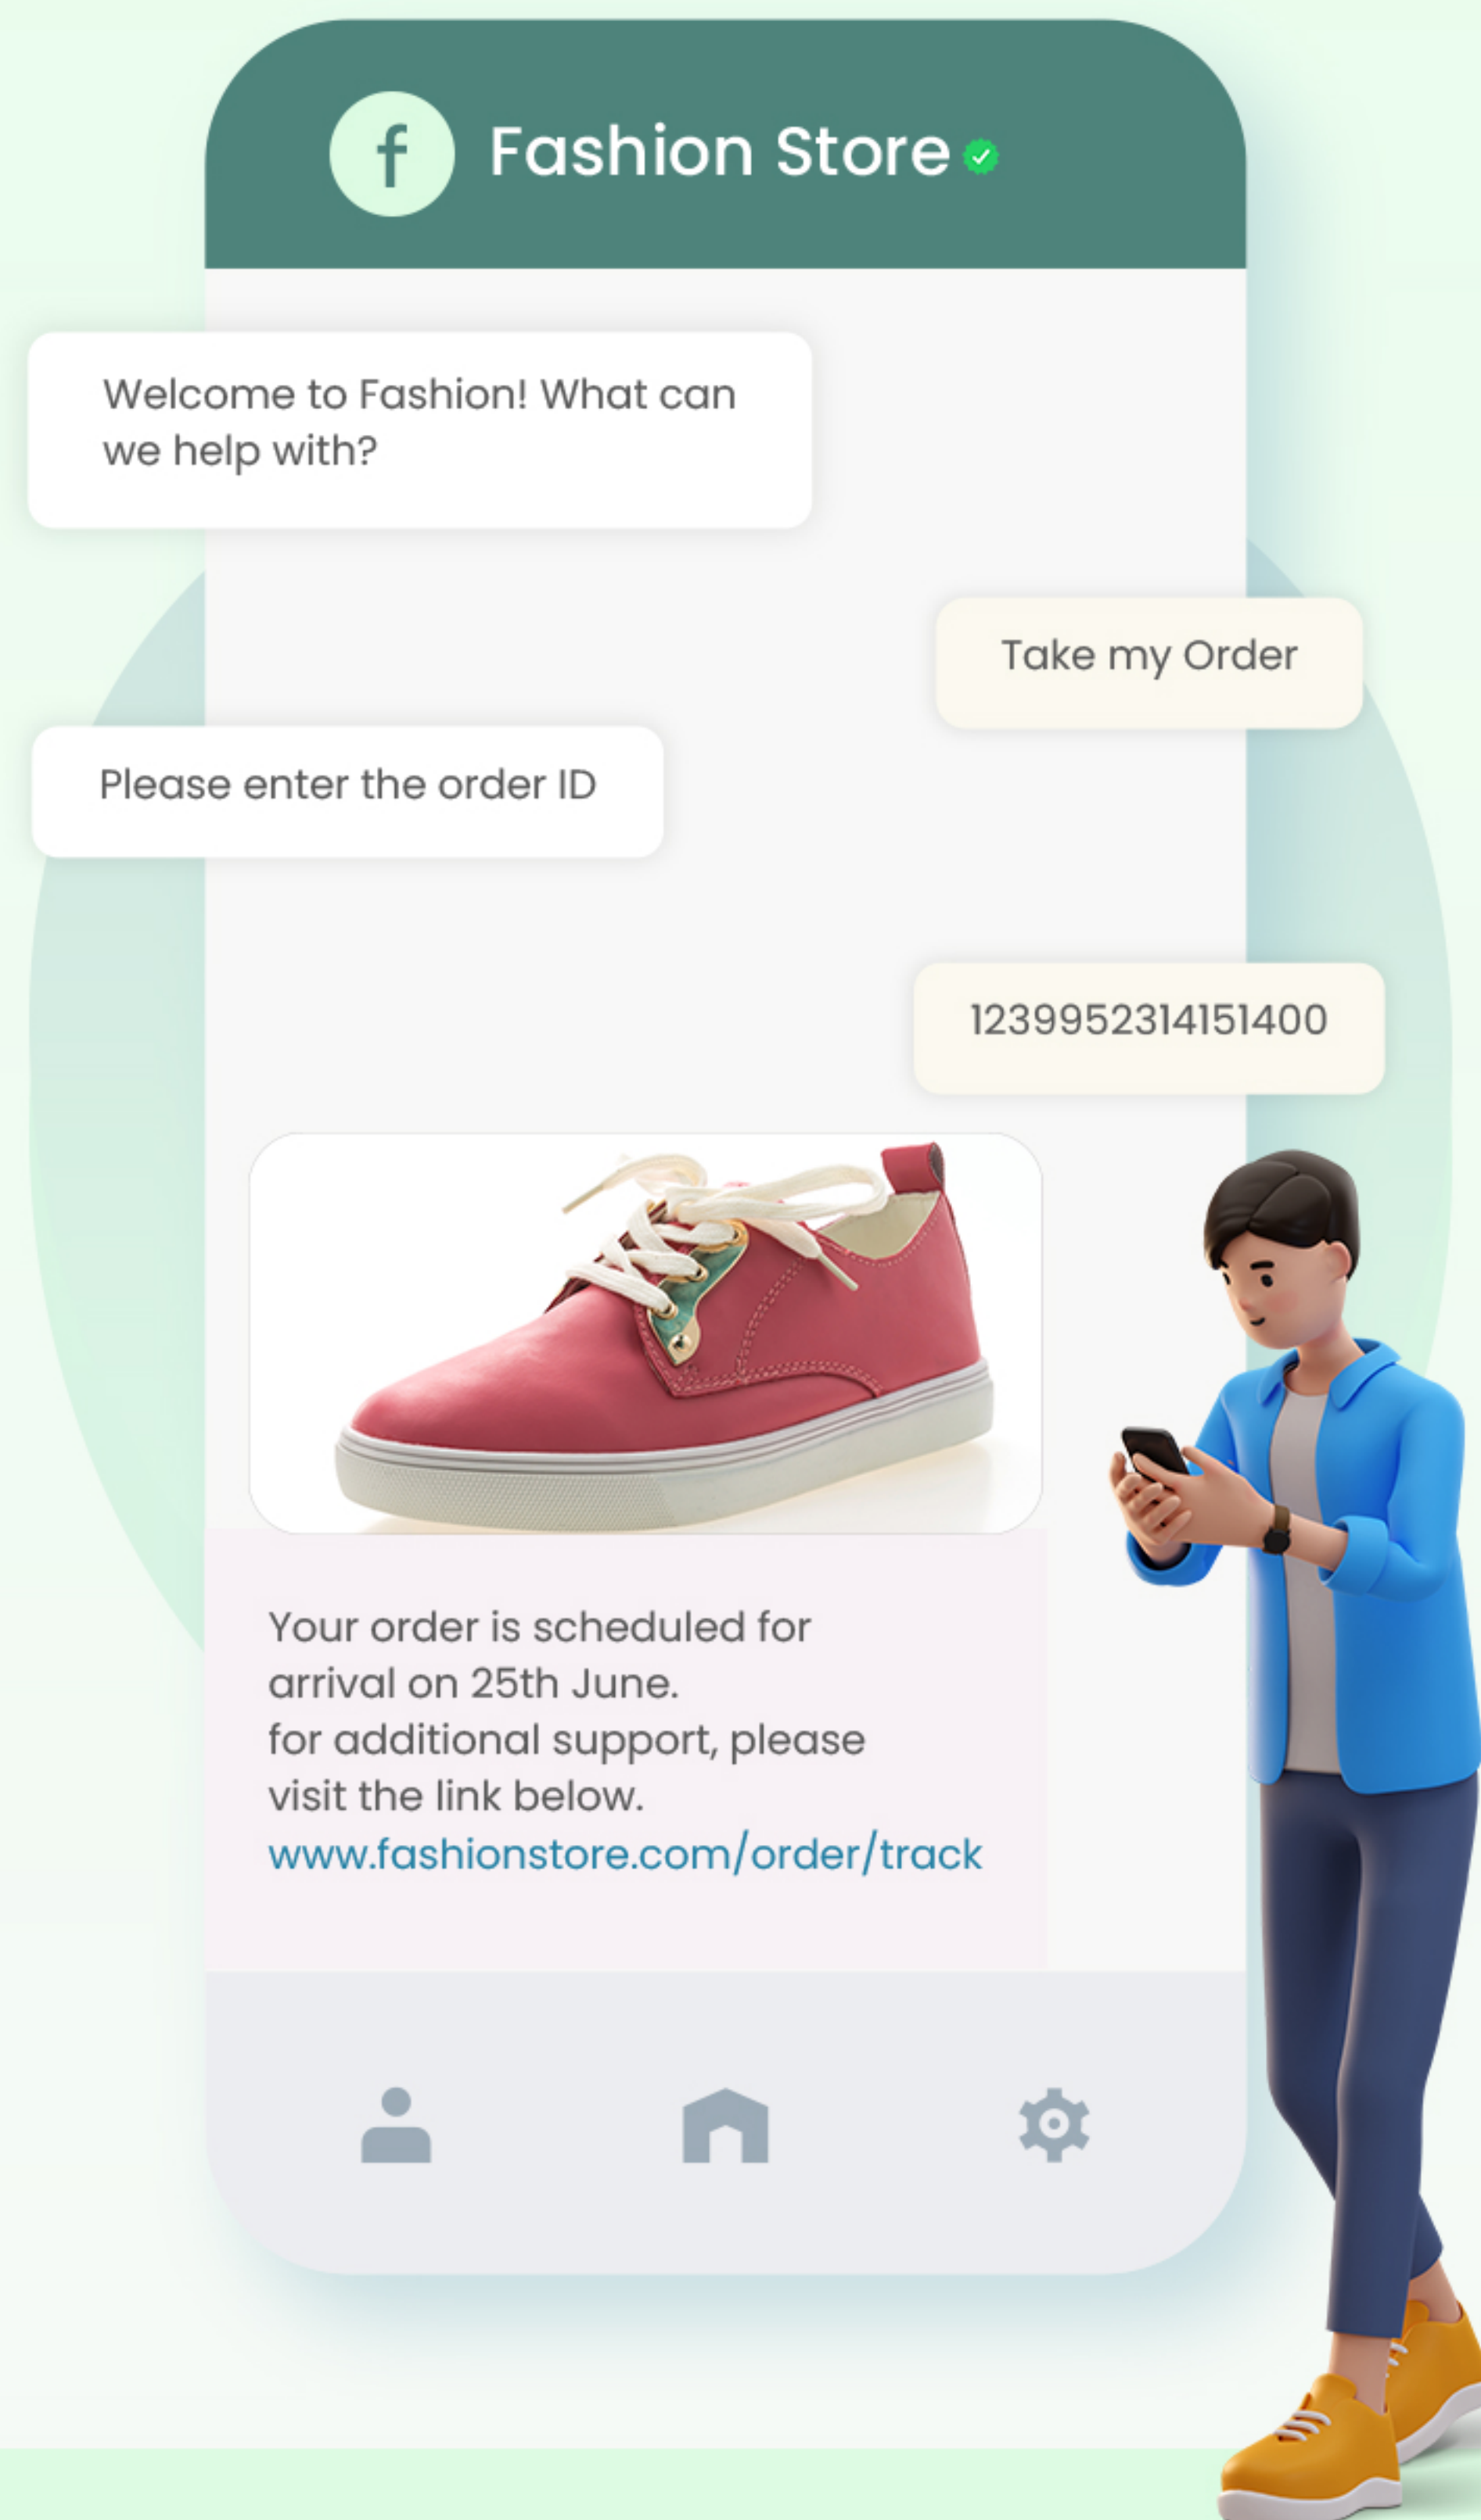 f
Fashion Store
Welcome to Fashion! What can
we help with?
Take my Order
Please enter the order ID
1239952314151400
Your order is scheduled for
arrival on 25th June.
for additional support, please
visit the link below.
www.fashionstore.com/order/track